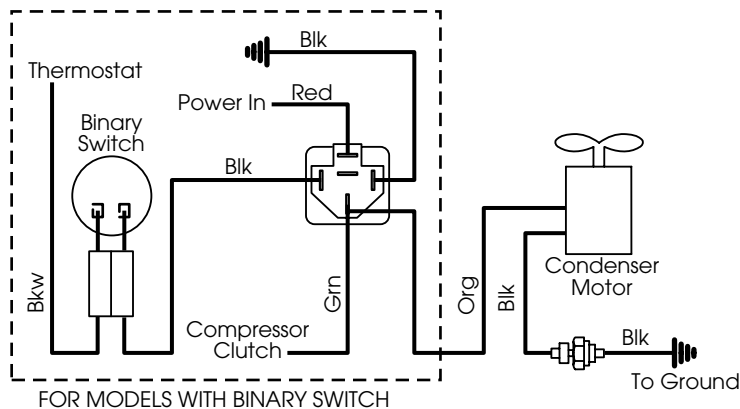 Blk
Thermostat
Power In
Red
Binary
Switch
Blk
Bkw
Grn
Org
Blk
Condenser
Motor
Compressor
Clutch
Blk
To Ground
FOR MODELS WITH BINARY SWITCH